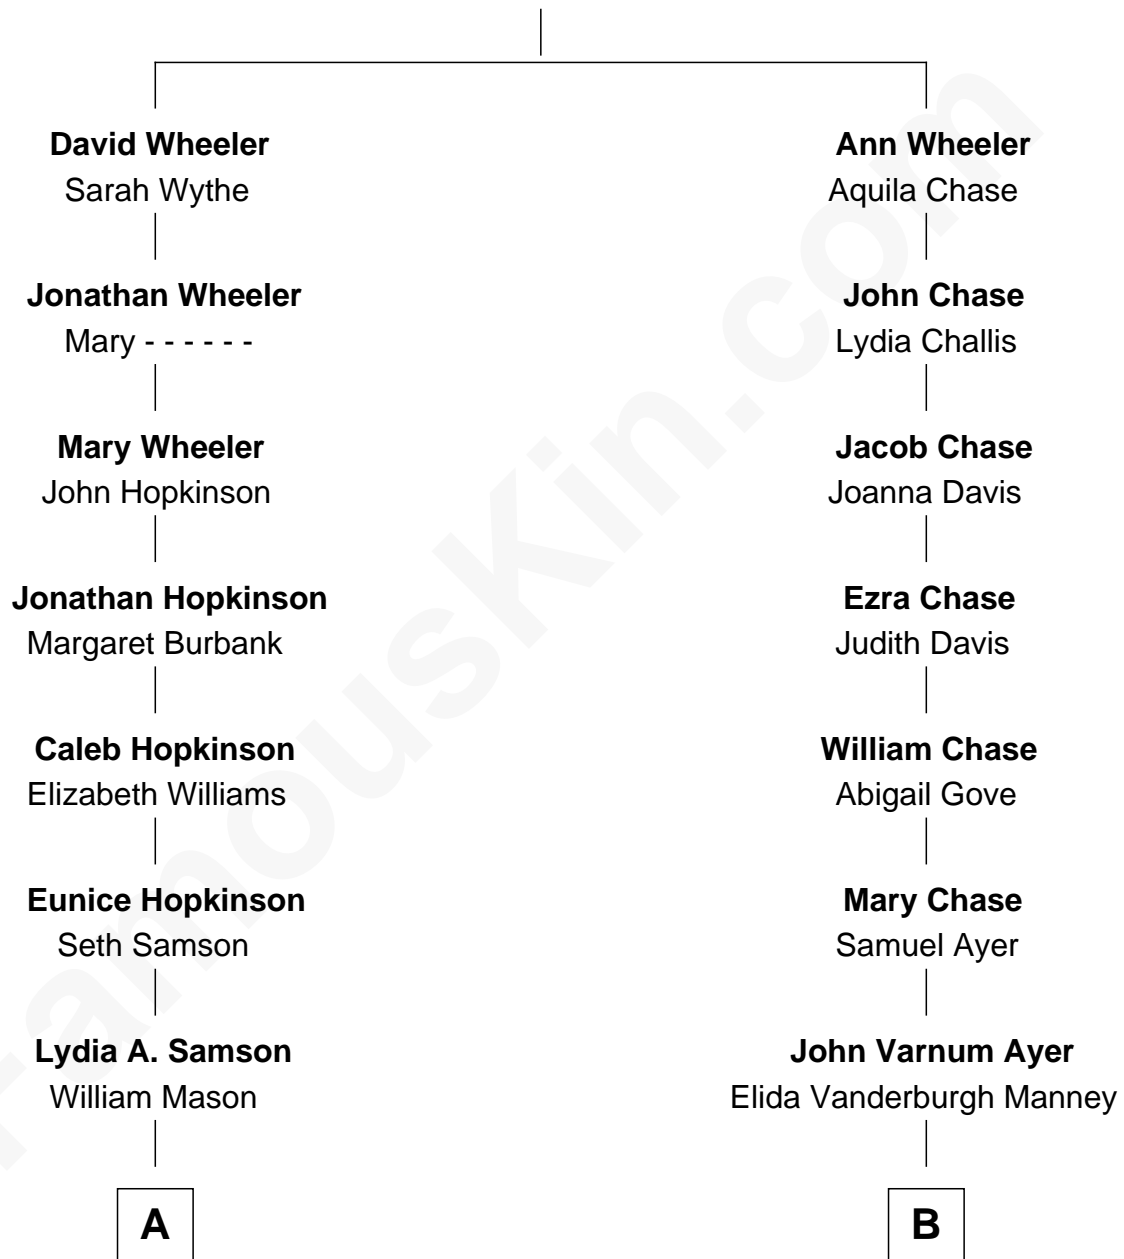 David Wheeler
Sarah Wythe
Jonathan Wheeler
Mary - - - - - -
Mary Wheeler
John Hopkinson
Jonathan Hopkinson
Margaret Burbank
Caleb Hopkinson
Elizabeth Williams
Eunice Hopkinson
Seth Samson
Lydia A. Samson
William Mason
A
Ann Wheeler
Aquila Chase
John Chase
Lydia Challis
Jacob Chase
Joanna Davis
Ezra Chase
Judith Davis
William Chase
Abigail Gove
Mary Chase
Samuel Ayer
John Varnum Ayer
Elida Vanderburgh Manney
B
FamousKin.com